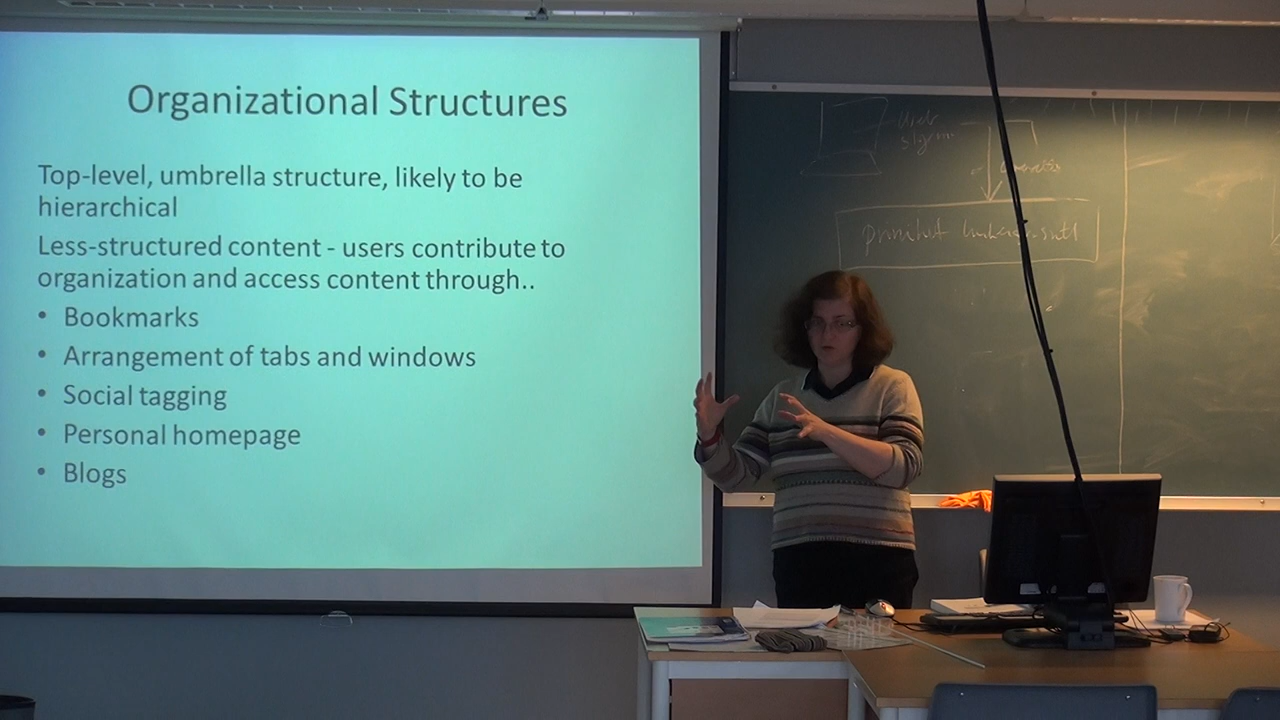 Organizational Structures
Top-level, umbrella structure, likely to be
hierarchical
Less-structured content - users contribute to
organization and access content through..
• Bookmarks
• Arrangement of tabs and windows
• Social tagging
• Personal homepage
• Blogs